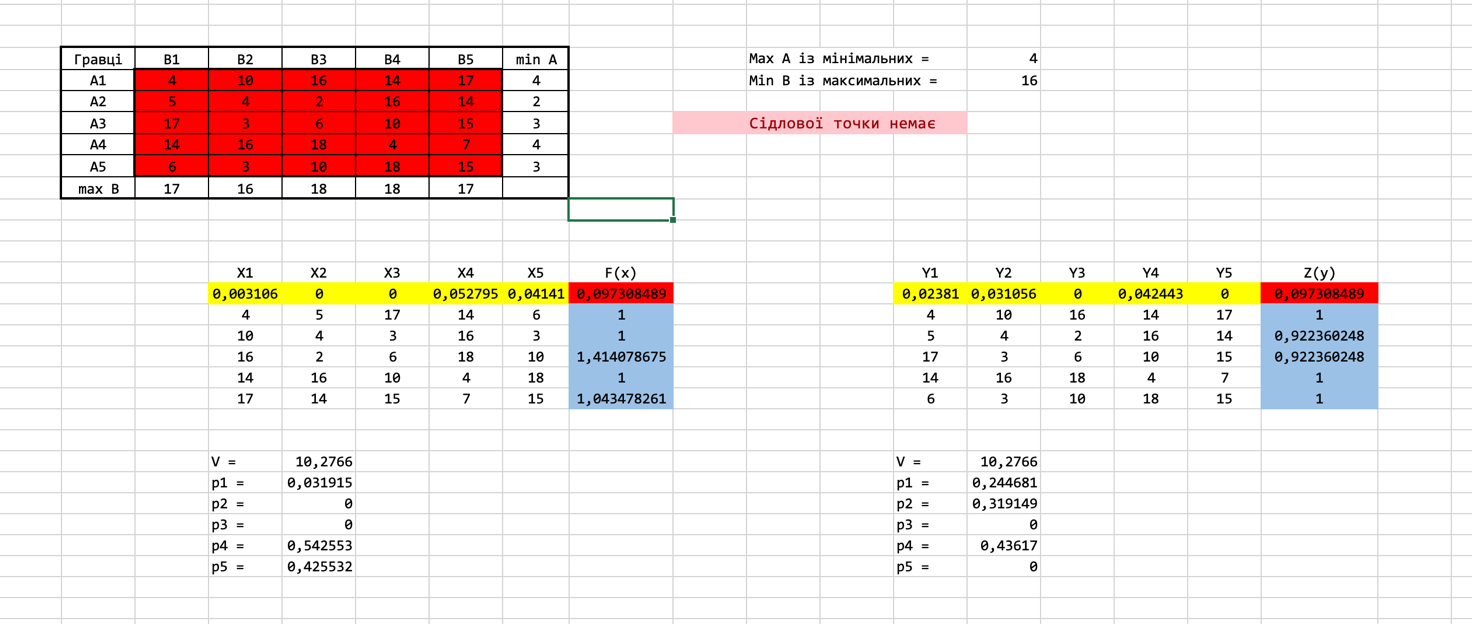 Гравці B1 B2 B3 B4 B5 min A Max A із мінімальних = 4
A1 4 10 16 14 17 4 Min B із максимальних = 16
A2 5 4 2 16 14 2
A3 17 3 6 10 15 3 Сідлової точки немає
A4 14 16 18 4 7 4
A5 6 3 10 18 15 3
max B 17 16 18 18 17
X1 X2 X3 X4 X5 F(x) Y1 Y2 Y3 Y4 Y5 Z(y)
0,003106 0 0 0,052795 0,04141 0,097308489 0,02381 0,031056 0 0,042443 0 0,097308489
4 5 17 14 6 1 4 10 16 14 17 1
10 4 3 16 3 1 5 4 2 16 14 0,922360248
16 2 6 18 10 1,414078675 17 3 6 10 15 0,922360248
14 16 10 4 18 1 14 16 18 4 7 1
17 14 15 7 15 1,043478261 6 3 10 18 15 1
V = 10,2766 V = 10,2766
p1 = 0,031915 p1 = 0,244681
p2 = 0 p2 = 0,319149
p3 = 0 p3 = 0
p4 = 0,542553 p4 = 0,43617
p5 = 0,425532 p5 = 0